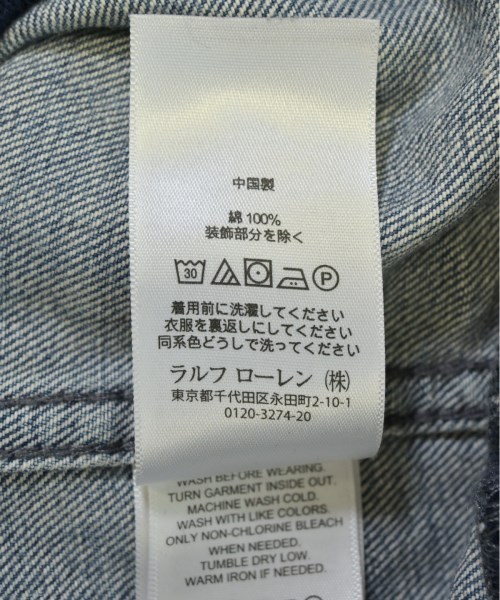 中国製
綿 100%
装飾部分を除く
30 P
着用前に洗濯してください
衣服を裏返しにしてください
同系色どうしで洗ってください
ラルフ ローレン (株)
東京都千代田区永田町2-10-1
0120-3274-20
WASH BEFORE WEARING.
TURN GARMENT INSIDE OUT.
MACHINE WASH COLD.
WASH WITH LIKE COLORS.
ONLY NON-CHLORINE BLEACH
WHEN NEEDED.
TUMBLE DRY LOW.
WARM IRON IF NEEDED.